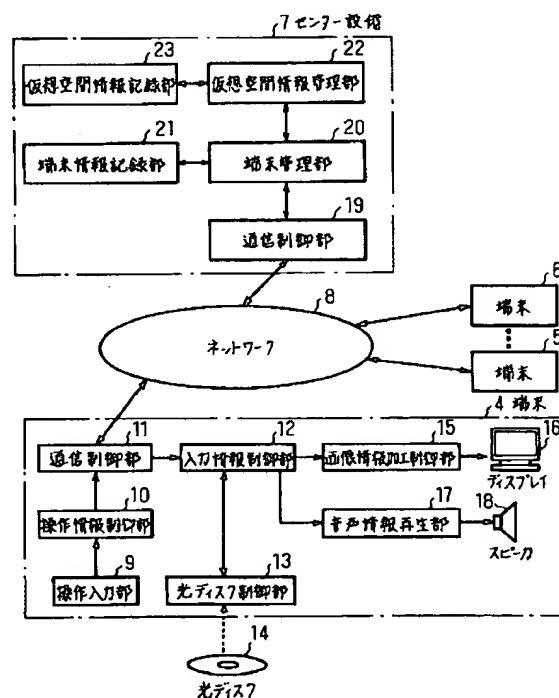 7 センター設備
23
22
仮想空間情報記録部
仮想空間情報管理部
21
20
端末情報記録部
端末管理部
19
通信制御部
8
ネットワーク
6
端末
5
端末
4 端末
11
12
15
16
通信制御部
入力情報制御部
画像情報加工制御部
ディスプレイ
10
17
18
操作情報制御部
音声情報再生部
スピーカ
9
13
操作入力部
光ディスク制御部
14
光ディスク